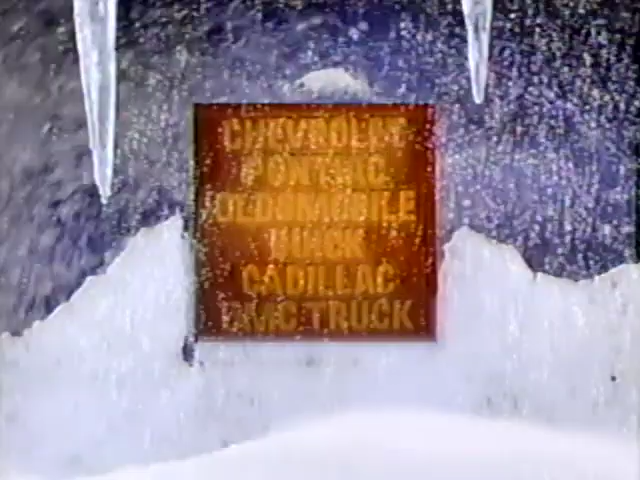 CHEVROLET
PONTIAC
OLDSMOBILE
BUICK
CADILLAC
GMC TRUCK